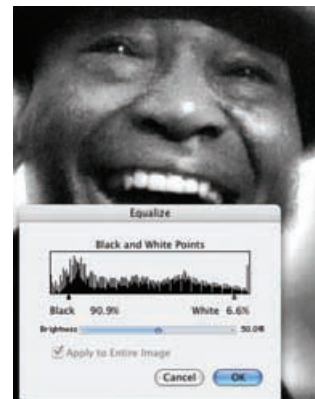 Equalize
Black and White Points
Black 90.9% White 6.6%
Brightness 50.0%
Apply to Entire Image
Cancel OK